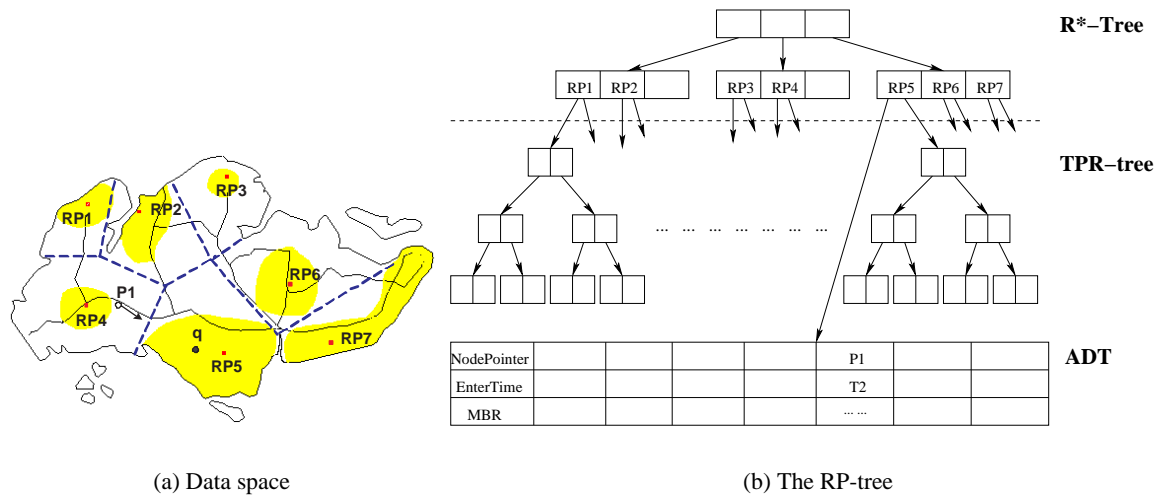 R*–Tree
RP1 RP2 RP3 RP4 RP5 RP6 RP7
TPR–tree
... ... ... ... ... ... ...
RP3
RP1
RP2
RP6
P1
RP4
q
RP5
RP7
NodePointer P1
ADT
EnterTime T2
MBR ... ...
(a) Data space
(b) The RP-tree